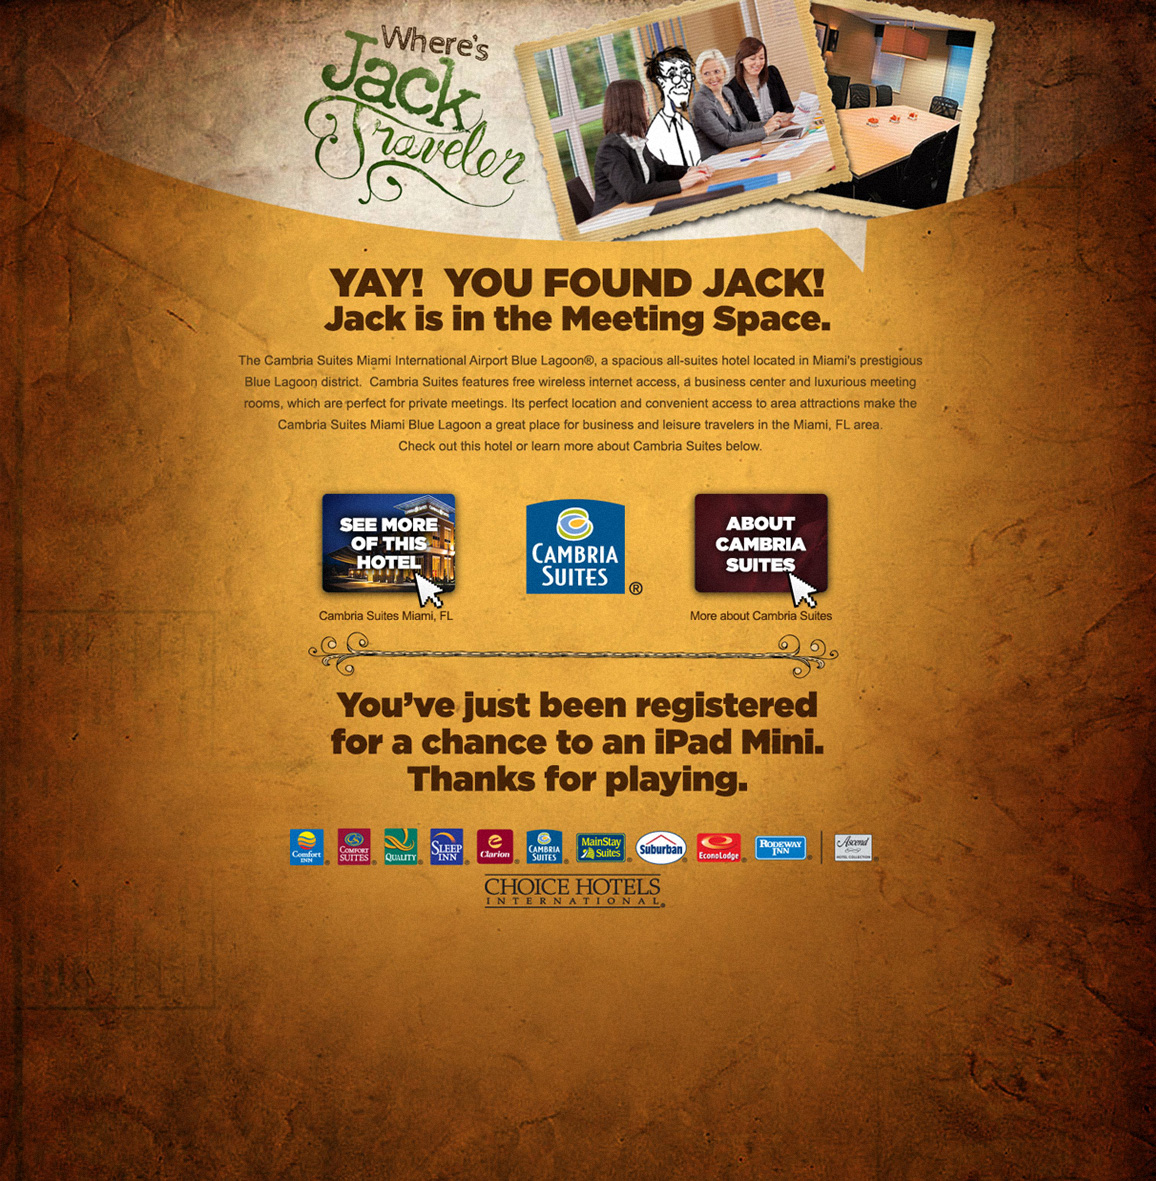 Where's
Jack
Traveler
YAY! YOU FOUND JACK!
Jack is in the Meeting Space.
The Cambria Suites Miami International Airport Blue Lagoon®, a spacious all-suites hotel located in Miami's prestigious
Blue Lagoon district. Cambria Suites features free wireless internet access, a business center and luxurious meeting
rooms, which are perfect for private meetings. Its perfect location and convenient access to area attractions make the
Cambria Suites Miami Blue Lagoon a great place for business and leisure travelers in the Miami, FL area.
Check out this hotel or learn more about Cambria Suites below.
SEE MORE
OF THIS
HOTEL
CAMBRIA
SUITES®
ABOUT
CAMBRIA
SUITES
Cambria Suites Miami, FL
More about Cambria Suites
You've just been registered
for a chance to an iPad Mini.
Thanks for playing.
Comfort
INN
COMFORT
SUITES
QUALITY
SLEEP
INN
Clarion
CAMBRIA
SUITES
MainStay
Suites
Suburban
EconoLodge
RODEWAY
INN
Ascend
HOTEL COLLECTION
CHOICE HOTELS
INTERNATIONAL®